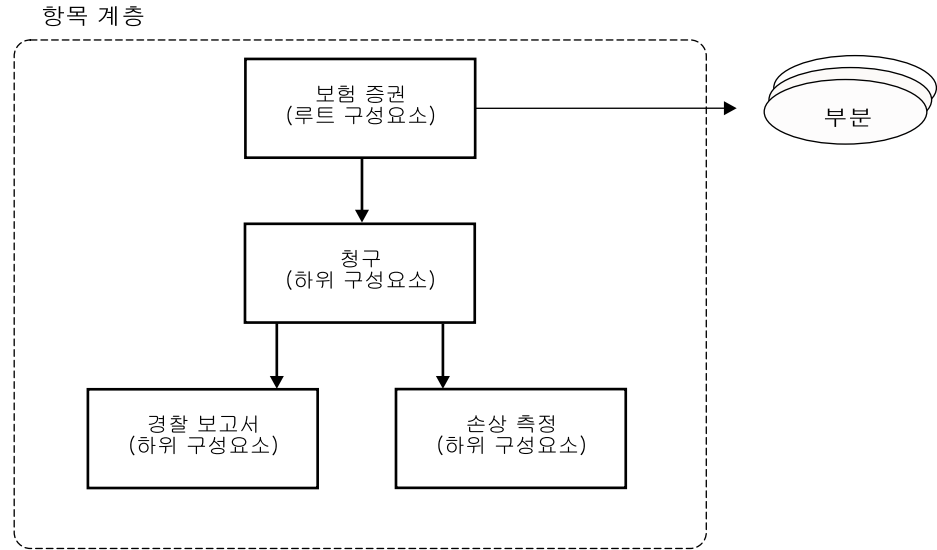 항목 계층
보험 증권
(루트 구성요소)
부분
청구
(하위 구성요소)
경찰 보고서
(하위 구성요소)
손상 측정
(하위 구성요소)